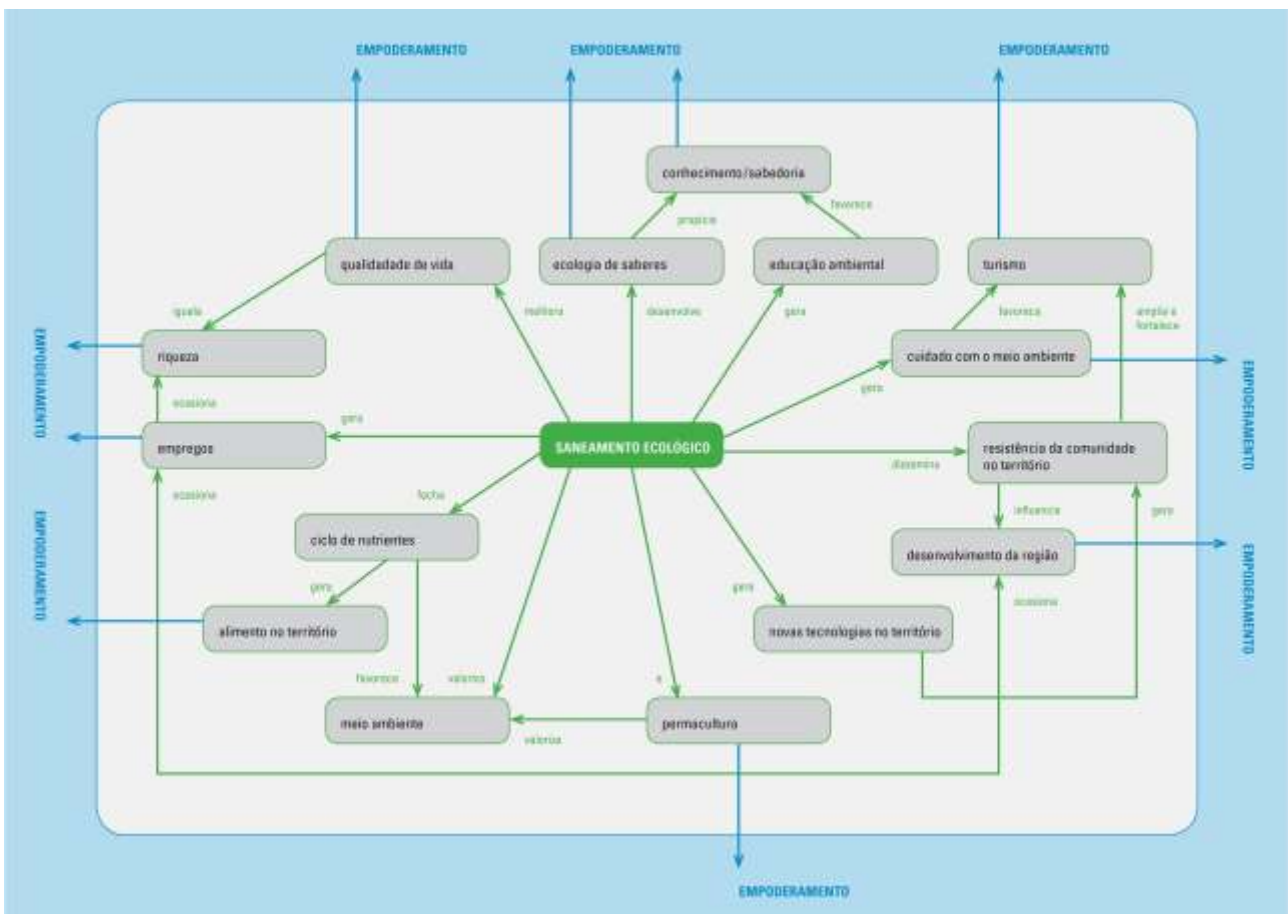 EMPODERAMENTO
EMPODERAMENTO
EMPODERAMENTO
conhecimento/sabedoria
propicia
favorece
qualidadade de vida
ecologia de saberes
educação ambiental
turismo
iguala
melhora
desenvolve
gera
favorece
amplia e
fortalece
EMPODERAMENTO
riqueza
cuidado com o meio ambiente
EMPODERAMENTO
ocasiona
gera
gera
empregos
SANEAMENTO ECOLÓGICO
resistência da comunidade
no território
dissemina
ocasiona
fecha
influencia
gera
EMPODERAMENTO
ciclo de nutrientes
desenvolvimento da região
EMPODERAMENTO
gera
gera
ocasiona
alimento no território
novas tecnologias no território
favorece
valoriza
é
meio ambiente
permacultura
valoriza
EMPODERAMENTO